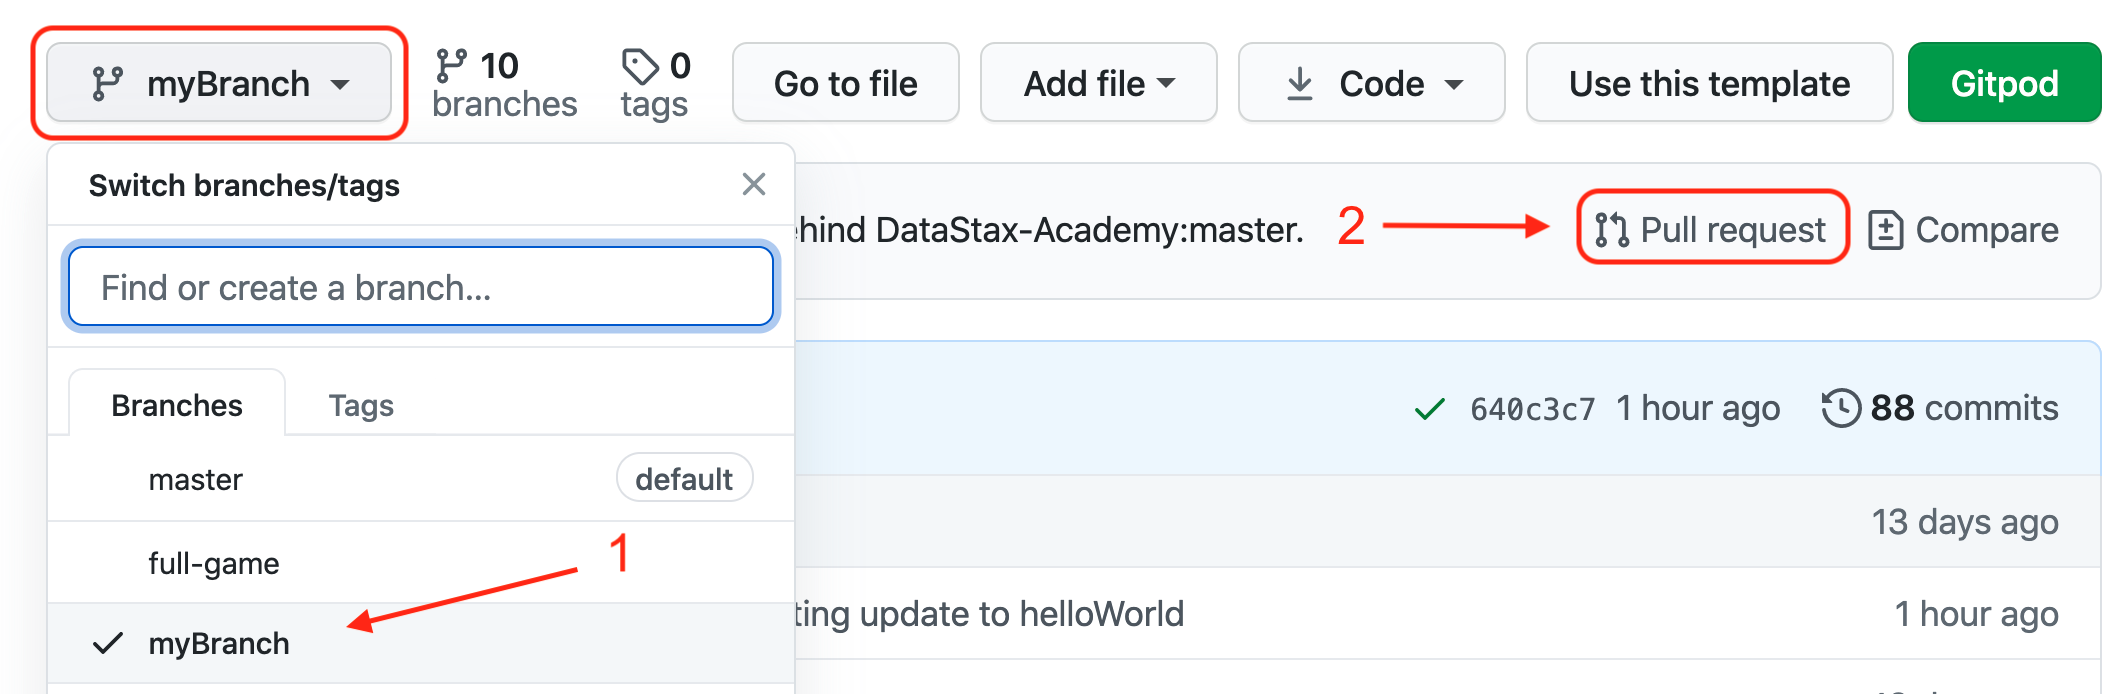 myBranch
10
branches
0
tags
Go to file
Add file
Code
Use this template
Gitpod
Switch branches/tags
hind DataStax-Academy:master.
2
Pull request
Compare
Find or create a branch...
Branches
Tags
640c3c7 1 hour ago
88 commits
master
default
13 days ago
full-game
1
ting update to helloWorld
1 hour ago
myBranch